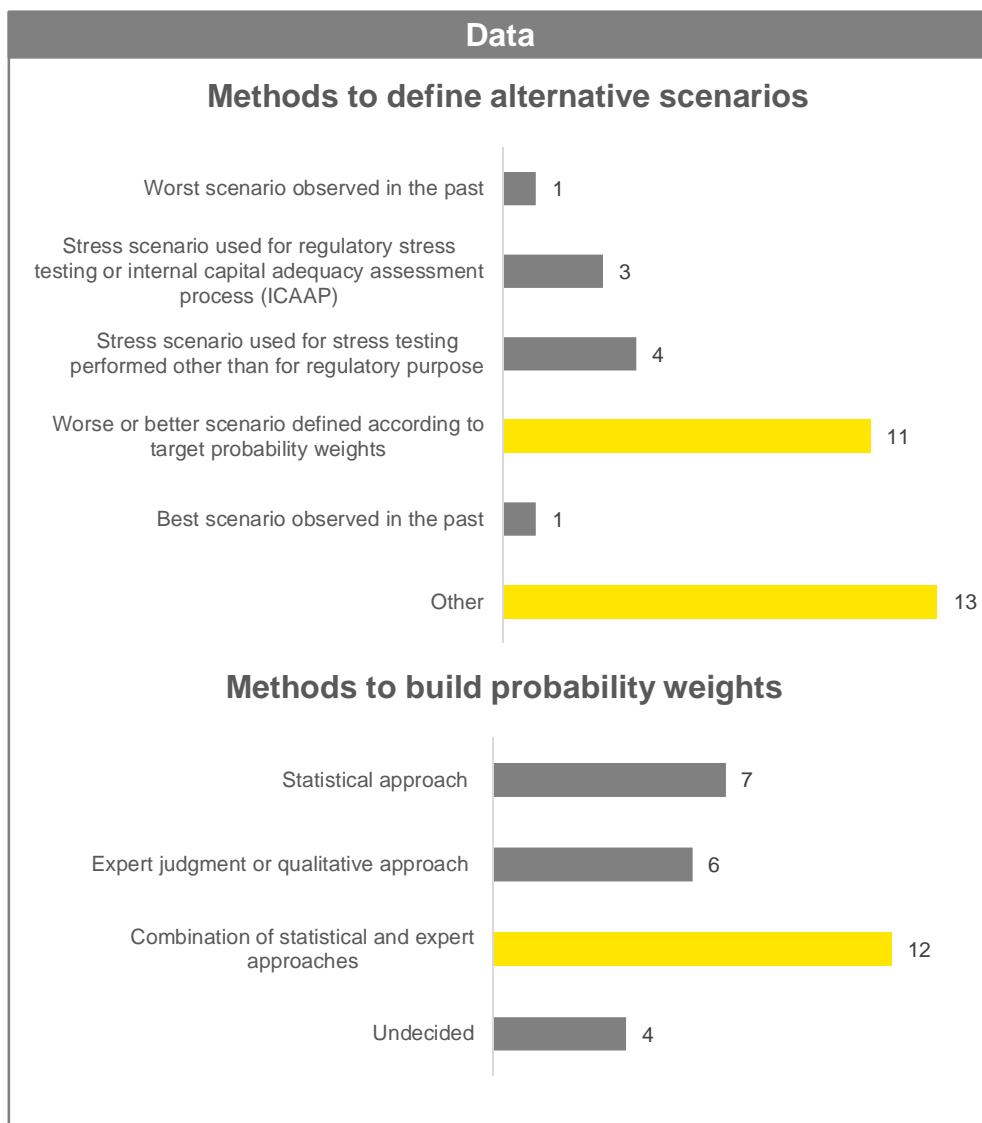 Data
Methods to define alternative scenarios
Worst scenario observed in the past
1
Stress scenario used for regulatory stress
testing or internal capital adequacy assessment
process (ICAAP)
3
Stress scenario used for stress testing
performed other than for regulatory purpose
4
Worse or better scenario defined according to
target probability weights
11
Best scenario observed in the past
1
Other
13
Methods to build probability weights
Statistical approach
7
Expert judgment or qualitative approach
6
Combination of statistical and expert
approaches
12
Undecided
4